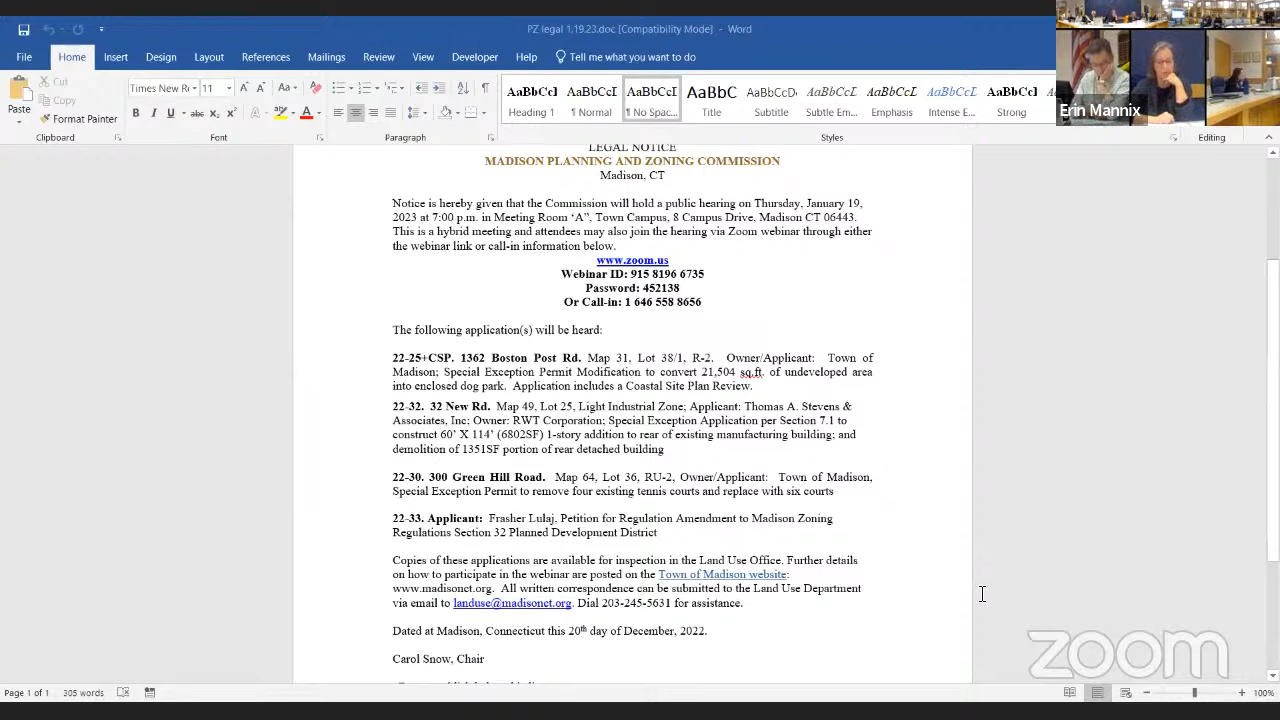 PZ legal 1.19.23.doc [Compatibility Mode] - Word
File Home Insert Design Layout References Mailings Review View Developer Help Tell me what you want to do
Paste
Cut
Copy
Format Painter
Clipboard
Times New Ro 11
Font
Paragraph
AaBbCcI AaBbCcI AaBbCcI AaBbC AaBbCcD AaBbCcI AaBbCcI AaBbCcI AaBbCcI
Heading 1 ¶ Normal ¶ No Spac... Title Subtitle Subtle Em... Emphasis Intense E... Strong
Styles
Editing
Erin Mannix
LEGAL NOTICE
MADISON PLANNING AND ZONING COMMISSION
Madison, CT
Notice is hereby given that the Commission will hold a public hearing on Thursday, January 19,
2023 at 7:00 p.m. in Meeting Room ‘A”, Town Campus, 8 Campus Drive, Madison CT 06443.
This is a hybrid meeting and attendees may also join the hearing via Zoom webinar through either
the webinar link or call-in information below.
www.zoom.us
Webinar ID: 915 8196 6735
Password: 452138
Or Call-in: 1 646 558 8656
The following application(s) will be heard:
22-25+CSP. 1362 Boston Post Rd. Map 31, Lot 38/1, R-2. Owner/Applicant: Town of
Madison; Special Exception Permit Modification to convert 21,504 sq.ft. of undeveloped area
into enclosed dog park. Application includes a Coastal Site Plan Review.
22-32. 32 New Rd. Map 49, Lot 25, Light Industrial Zone; Applicant: Thomas A. Stevens &
Associates, Inc; Owner: RWT Corporation; Special Exception Application per Section 7.1 to
construct 60’ X 114’ (6802SF) 1-story addition to rear of existing manufacturing building; and
demolition of 1351SF portion of rear detached building
22-30. 300 Green Hill Road. Map 64, Lot 36, RU-2, Owner/Applicant: Town of Madison,
Special Exception Permit to remove four existing tennis courts and replace with six courts
22-33. Applicant: Frasher Lulaj, Petition for Regulation Amendment to Madison Zoning
Regulations Section 32 Planned Development District
Copies of these applications are available for inspection in the Land Use Office. Further details
on how to participate in the webinar are posted on the Town of Madison website:
www.madisonct.org. All written correspondence can be submitted to the Land Use Department
via email to landuse@madisonct.org. Dial 203-245-5631 for assistance.
Dated at Madison, Connecticut this 20th day of December, 2022.
Carol Snow, Chair
zoom
Page 1 of 1 305 words
100%